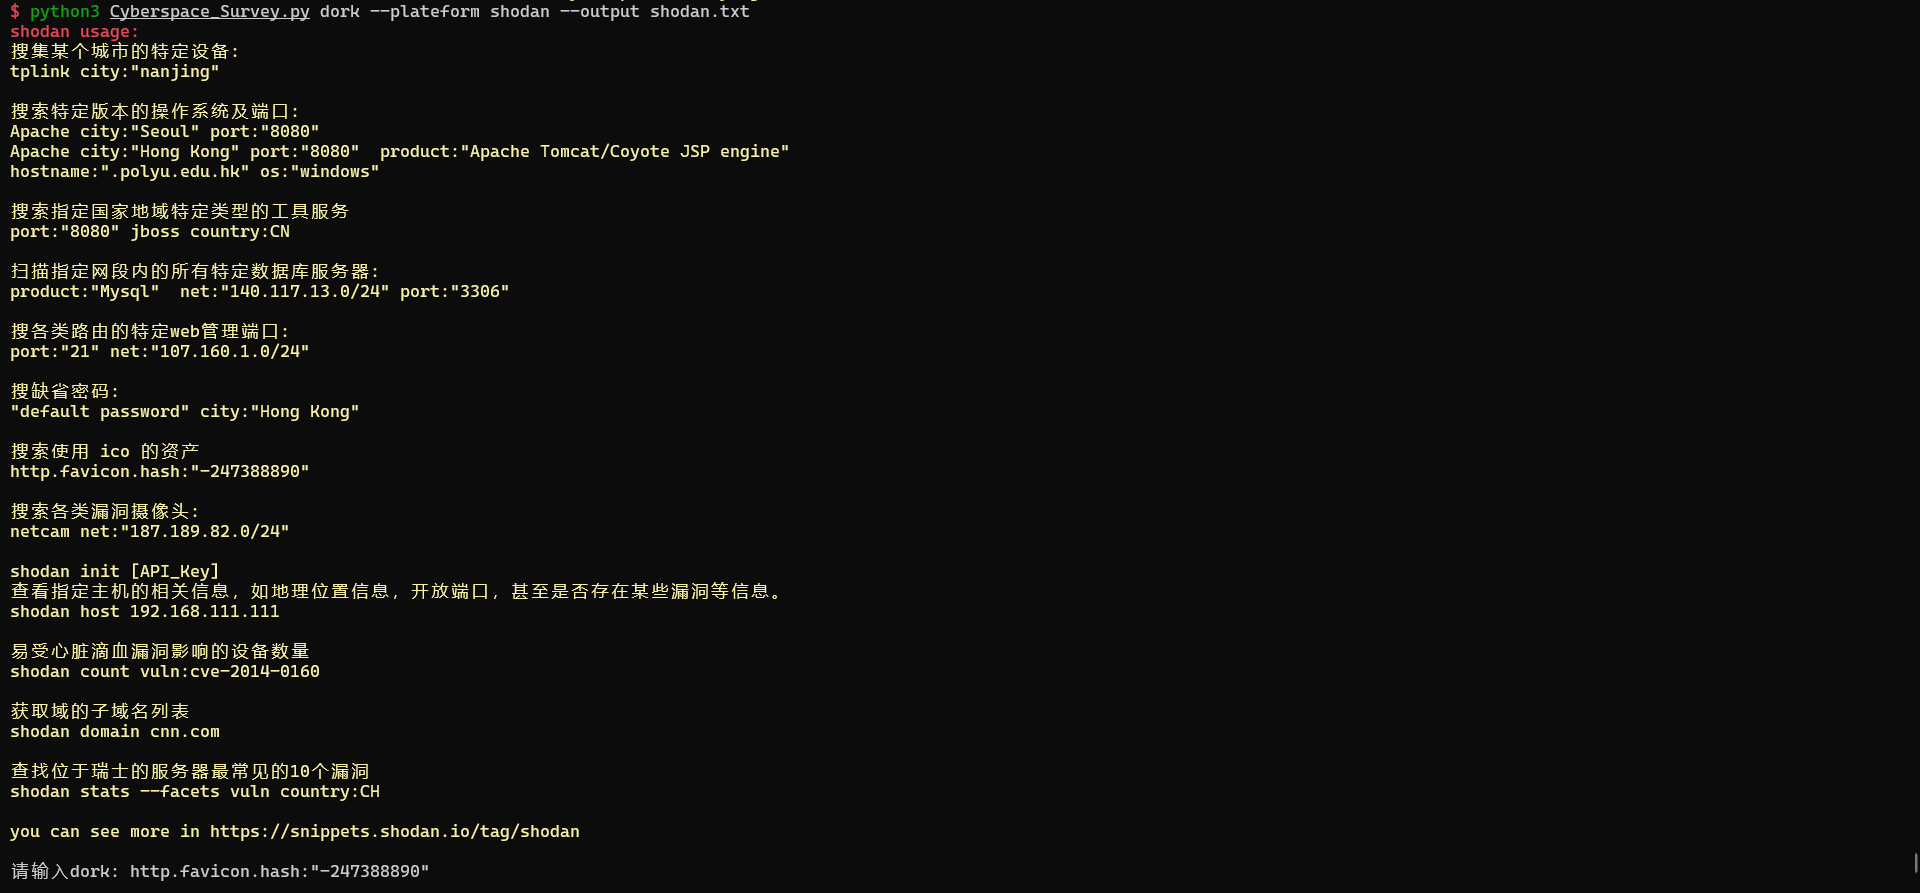 $ python3 Cyberspace_Survey.py dork --plateform shodan --output shodan.txt
shodan usage:
搜集某个城市的特定设备:
tplink city:"nanjing"
搜索特定版本的操作系统及端口:
Apache city:"Seoul" port:"8080"
Apache city:"Hong Kong" port:"8080"  product:"Apache Tomcat/Coyote JSP engine"
hostname:".polyu.edu.hk" os:"windows"
搜索指定国家地域特定类型的工具服务
port:"8080" jboss country:CN
扫描指定网段内的所有特定数据库服务器:
product:"Mysql"  net:"140.117.13.0/24" port:"3306"
搜各类路由的特定web管理端口:
port:"21" net:"107.160.1.0/24"
搜缺省密码:
"default password" city:"Hong Kong"
搜索使用 ico 的资产
http.favicon.hash:"-247388890"
搜索各类漏洞摄像头:
netcam net:"187.189.82.0/24"
shodan init [API_Key]
查看指定主机的相关信息，如地理位置信息，开放端口，甚至是否存在某些漏洞等信息。
shodan host 192.168.111.111
易受心脏滴血漏洞影响的设备数量
shodan count vuln:cve-2014-0160
获取域的子域名列表
shodan domain cnn.com
查找位于瑞士的服务器最常见的10个漏洞
shodan stats --facets vuln country:CH
you can see more in https://snippets.shodan.io/tag/shodan
请输入dork: http.favicon.hash:"-247388890"